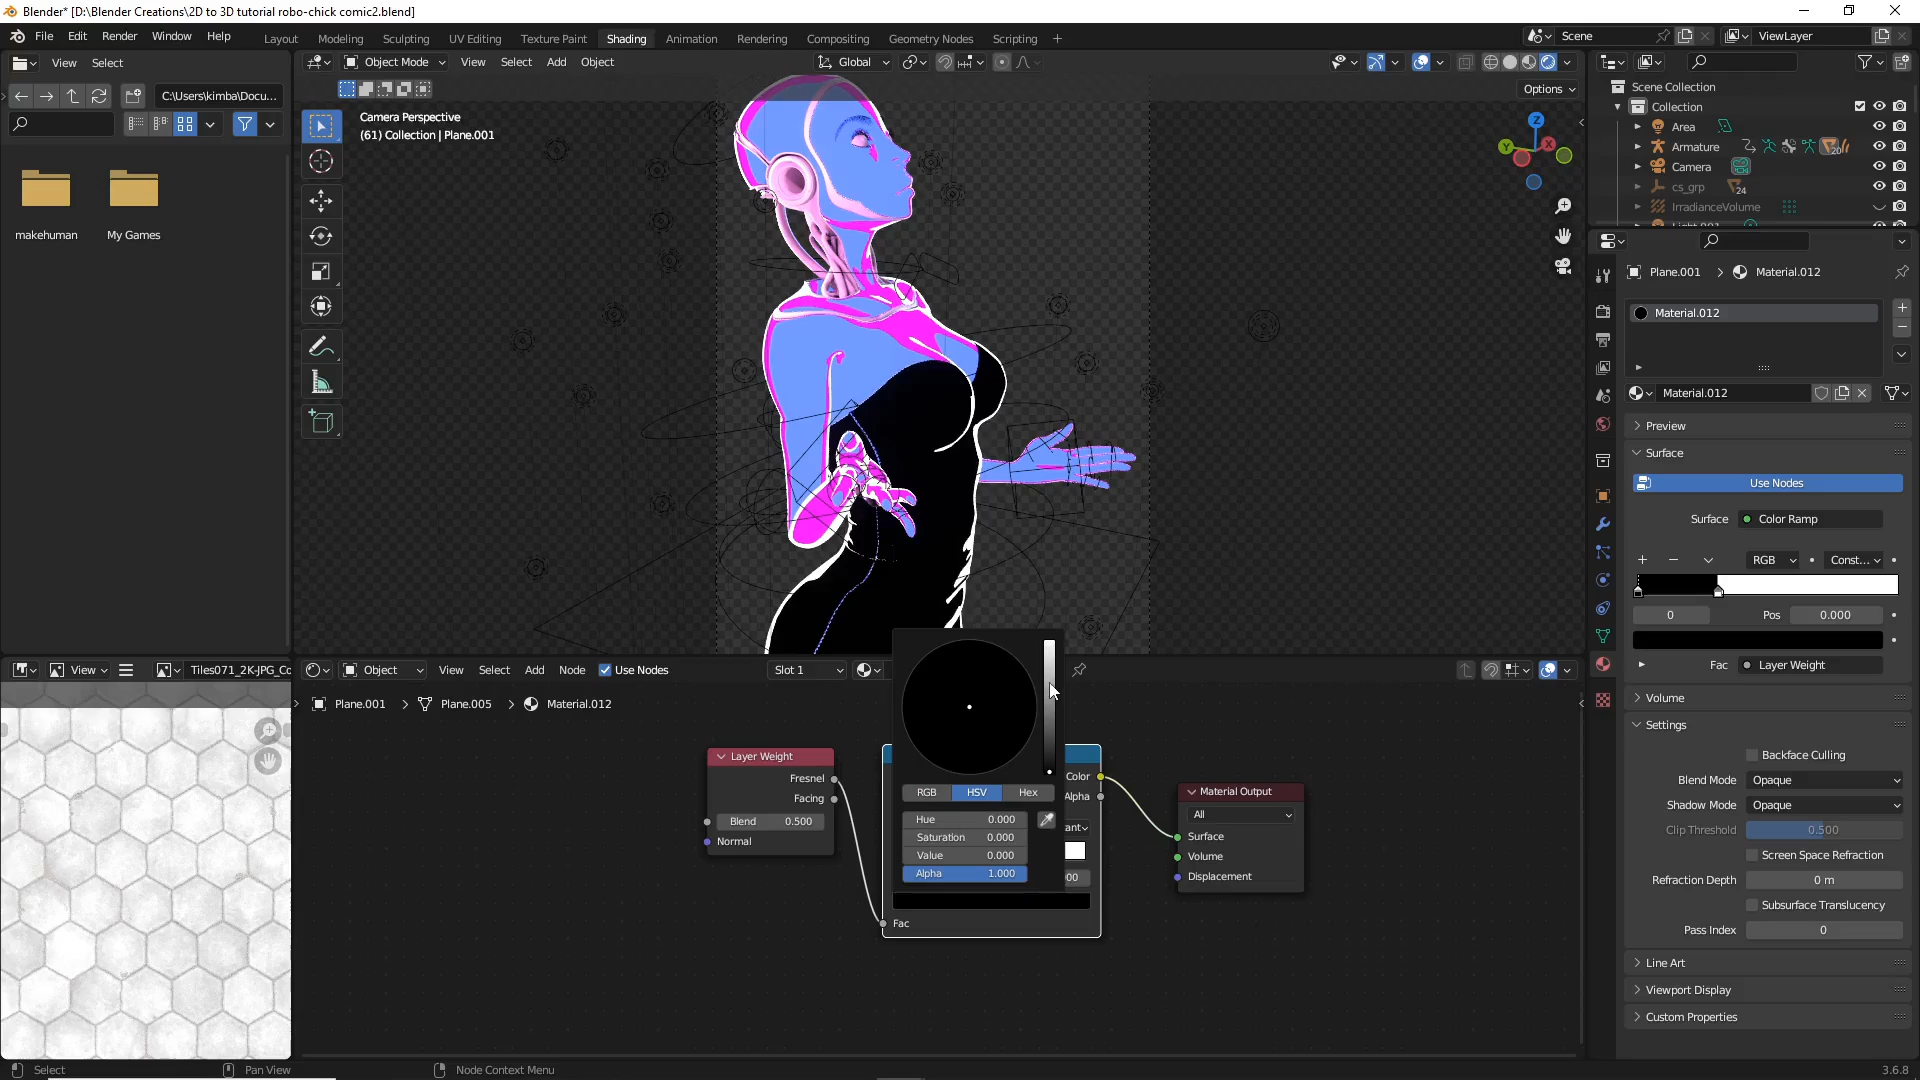 Blender* [D:\Blender Creations\2D to 3D tutorial robo-chick comic2.blend]
File Edit Render Window Help
Layout Modeling Sculpting UV Editing Texture Paint Shading Animation Rendering Compositing Geometry Nodes Scripting +
Scene ViewLayer
View Select
Object Mode View Select Add Object Global
C:\Users\kimba\Docu...
Options
Camera Perspective
(61) Collection | Plane.001
makehuman My Games
Z
Y X
Scene Collection
Collection
Area
Armature 20
Camera
cs_grp 24
IrradianceVolume
Plane.001 > Material.012
Material.012
Material.012
Preview
Surface
Use Nodes
Surface Color Ramp
RGB Const...
0 Pos 0.000
Fac Layer Weight
Volume
Settings
Backface Culling
Blend Mode Opaque
Shadow Mode Opaque
Clip Threshold 0.500
Screen Space Refraction
Refraction Depth 0 m
Subsurface Translucency
Pass Index 0
Line Art
Viewport Display
Custom Properties
View Tiles071_2K-JPG_Co
Object View Select Add Node Use Nodes Slot 1
Plane.001 > Plane.005 > Material.012
Layer Weight
Fresnel
Facing
Blend 0.500
Normal
RGB HSV Hex
Hue 0.000
Saturation 0.000
Value 0.000
Alpha 1.000
Color
Alpha
ant
00
Fac
Material Output
All
Surface
Volume
Displacement
Select Pan View Node Context Menu 3.6.8